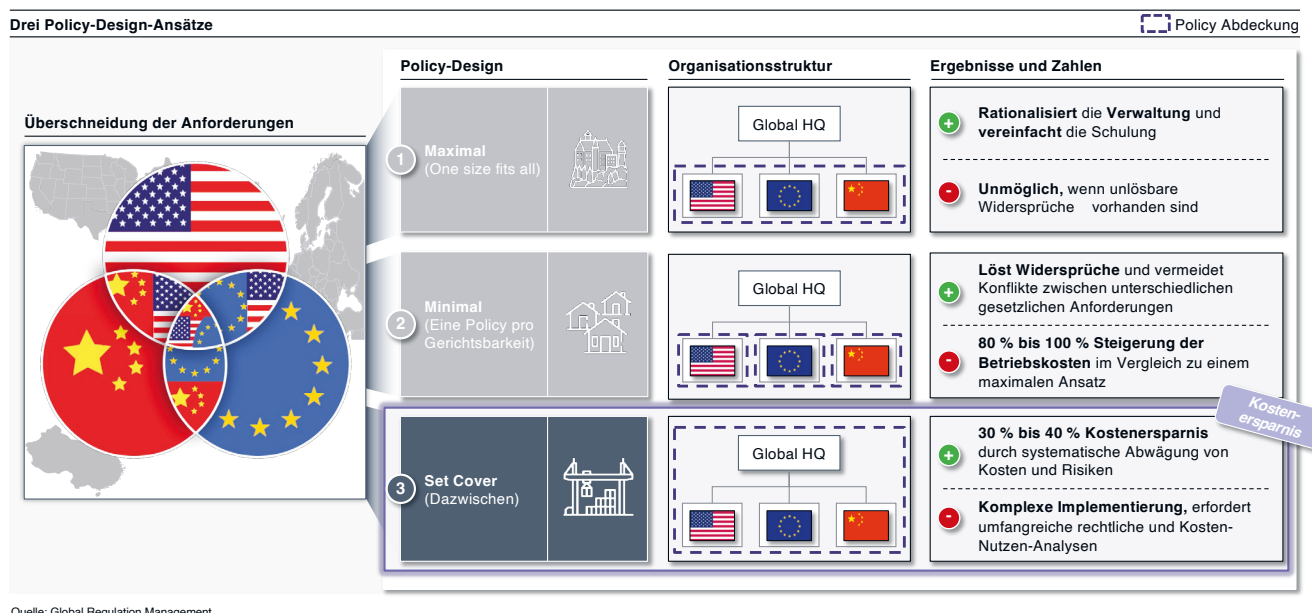 Drei Policy-Design-Ansätze
Policy Abdeckung
Überschneidung der Anforderungen
Policy-Design
Organisationsstruktur
Ergebnisse und Zahlen
1
Maximal
(One size fits all)
Global HQ
+
Rationalisiert die Verwaltung und
vereinfacht die Schulung
-
Unmöglich, wenn unlösbare
Widersprüche vorhanden sind
2
Minimal
(Eine Policy pro
Gerichtsbarkeit)
Global HQ
+
Löst Widersprüche und vermeidet
Konflikte zwischen unterschiedlichen
gesetzlichen Anforderungen
-
80 % bis 100 % Steigerung der
Betriebskosten im Vergleich zu einem
maximalen Ansatz
Kosten-
ersparnis
3
Set Cover
(Dazwischen)
Global HQ
+
30 % bis 40 % Kostenersparnis
durch systematische Abwägung von
Kosten und Risiken
-
Komplexe Implementierung, erfordert
umfangreiche rechtliche und Kosten-
Nutzen-Analysen
Quelle: Global Regulation Management